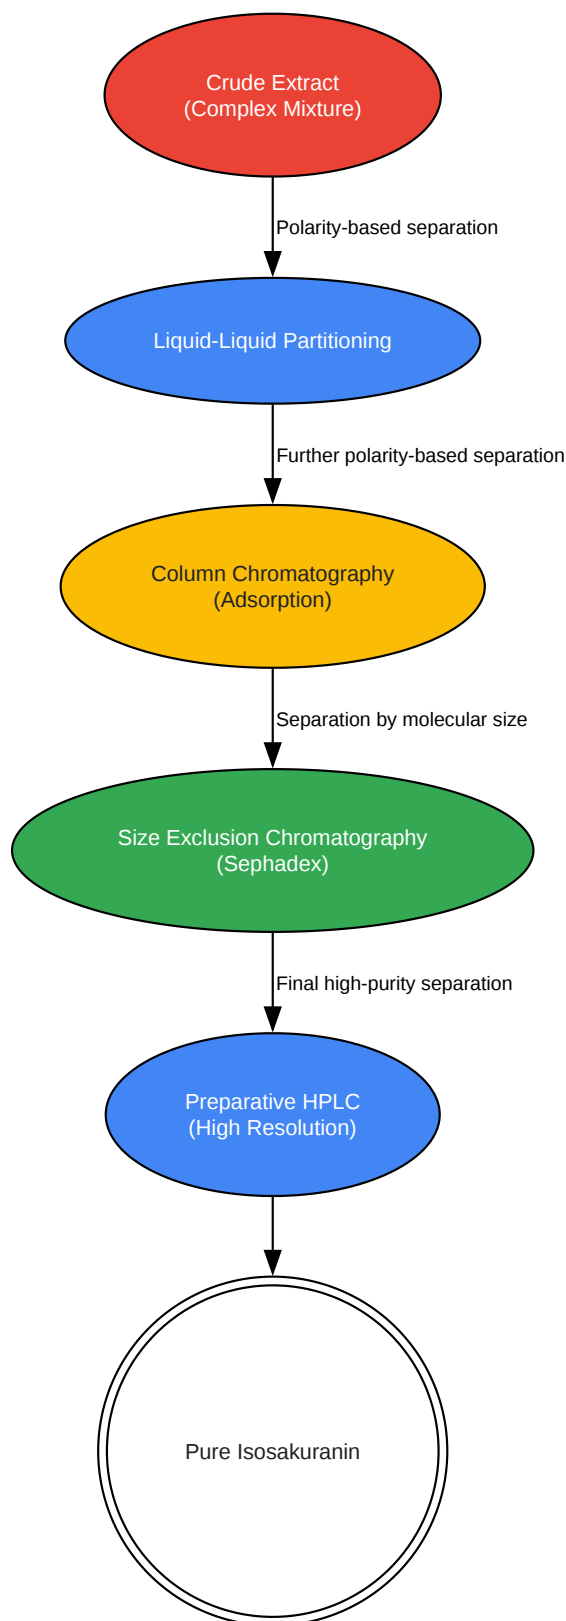 Crude Extract
(Complex Mixture)
Polarity-based separation
Liquid-Liquid Partitioning
Further polarity-based separation
Column Chromatography
(Adsorption)
Separation by molecular size
Size Exclusion Chromatography
(Sephadex)
Final high-purity separation
Preparative HPLC
(High Resolution)
Pure Isosakuranin